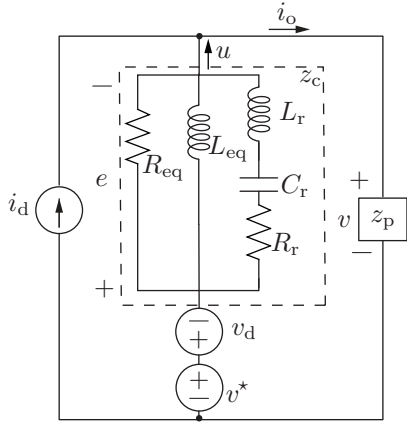 i_o
u
−
z_c
L_r
L_eq
R_eq
e
C_r
+
i_d
v
z_p
−
R_r
+
−
+
v_d
+
−
v*